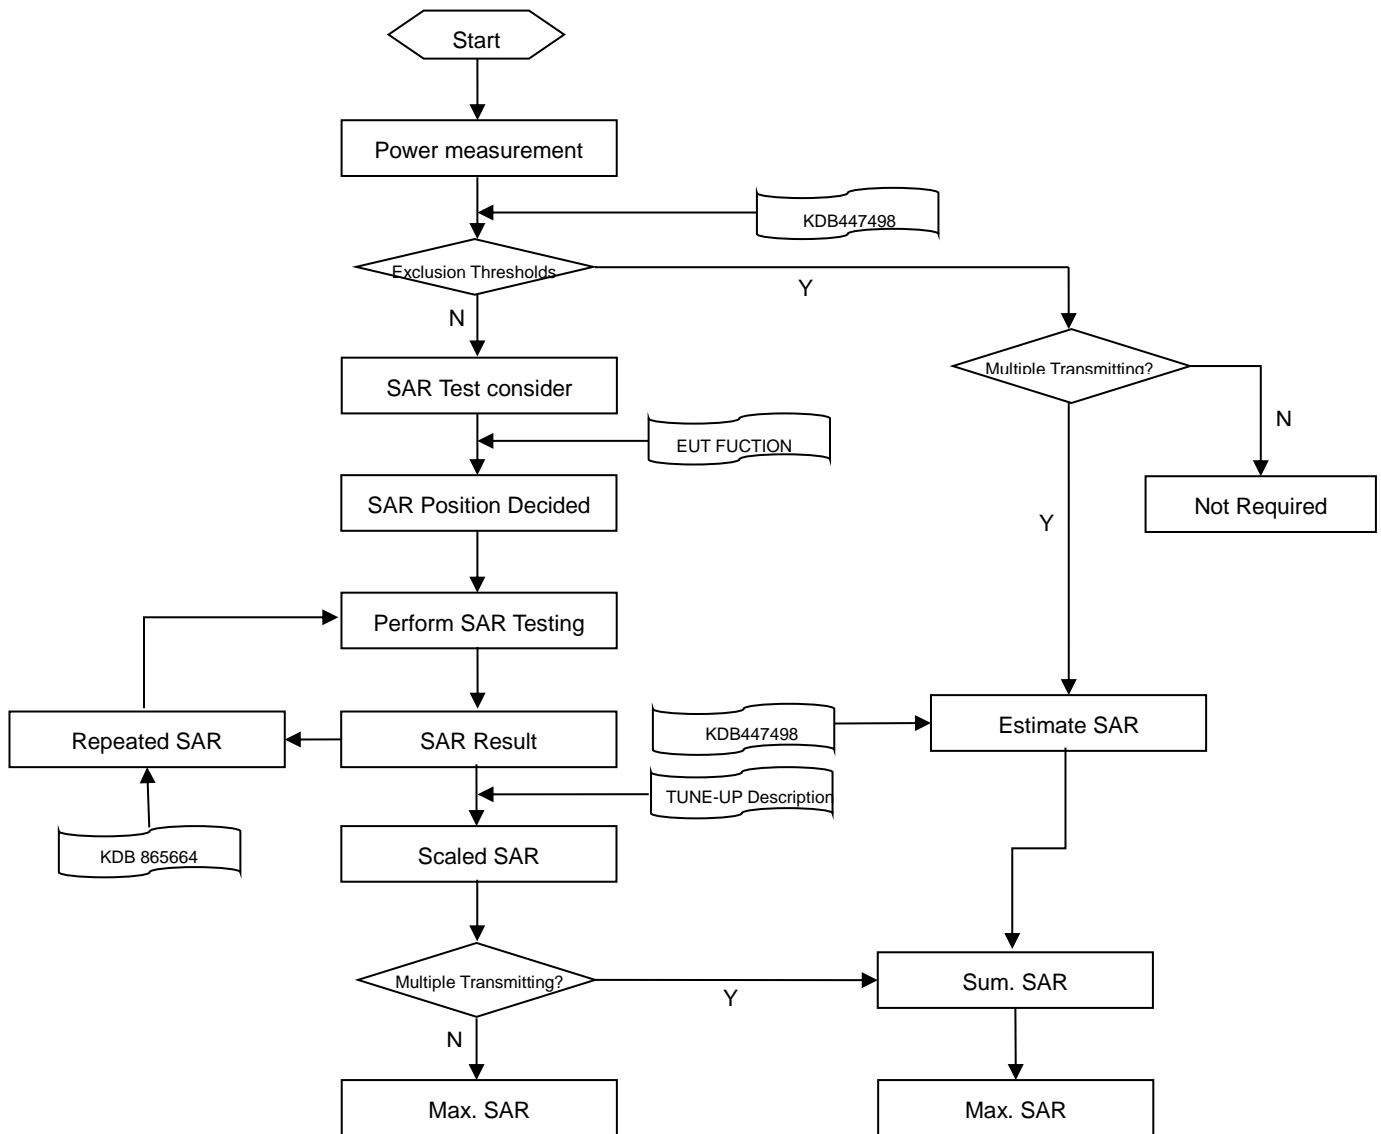 Start
Power measurement
KDB447498
Exclusion Thresholds
Y
N
Multiple Transmitting?
SAR Test consider
N
EUT FUCTION
SAR Position Decided
Not Required
Y
Perform SAR Testing
Repeated SAR
SAR Result
KDB447498
Estimate SAR
TUNE-UP Description
KDB 865664
Scaled SAR
Multiple Transmitting?
Y
Sum. SAR
N
Max. SAR
Max. SAR